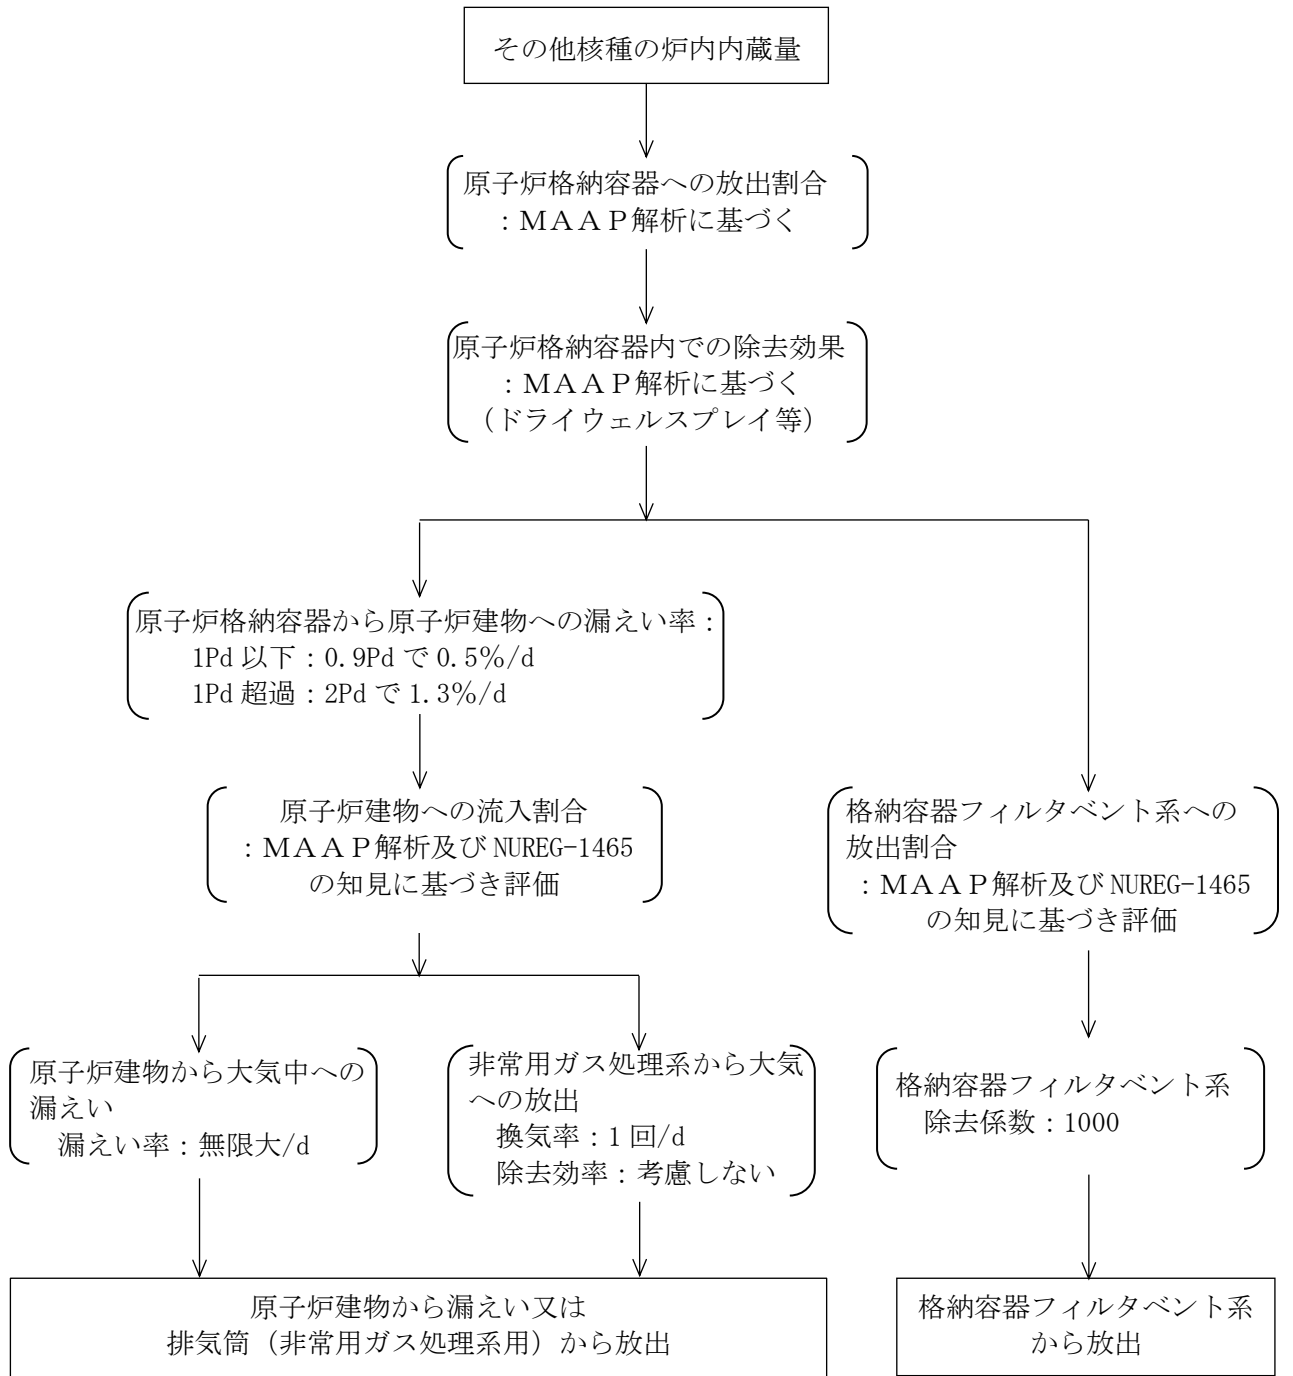 その他核種の炉内内蔵量
原子炉格納容器への放出割合
：ＭＡＡＰ解析に基づく
原子炉格納容器内での除去効果
：ＭＡＡＰ解析に基づく
（ドライウェルスプレイ等）
原子炉格納容器から原子炉建物への漏えい率：
1Pd 以下：0.9Pd で 0.5％/d
1Pd 超過：2Pd で 1.3％/d
原子炉建物への流入割合
：ＭＡＡＰ解析及び NUREG-1465
の知見に基づき評価
格納容器フィルタベント系への
放出割合
：ＭＡＡＰ解析及び NUREG-1465
の知見に基づき評価
原子炉建物から大気中への
漏えい
漏えい率：無限大/d
非常用ガス処理系から大気
への放出
換気率：1 回/d
除去効率：考慮しない
格納容器フィルタベント系
除去係数：1000
原子炉建物から漏えい又は
排気筒（非常用ガス処理系用）から放出
格納容器フィルタベント系
から放出